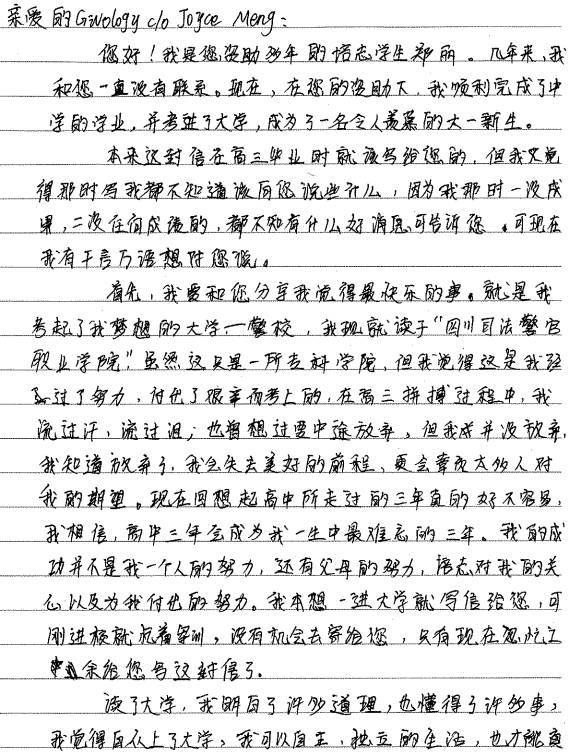 亲爱的Givology c/o Joyce Meng：
您好！我是您资助多年的语志学生郑丽。几年来，我
和您一直没有联系。现在，在您的资助下，我顺利完成了中
学的学业，并考进了大学，成为了一名令人羡慕的大一新生。
本来这封信在高三毕业时就该写给您的，但我又觉
得那时写我都不知道该向您说些什么，因为我那时一没成
果，二没任何成绩的，都不知有什么好消息可告诉您。可现在
我有千言万语想对您说。
首先，我要和您分享我觉得最快乐的事。就是我
考起了我梦想的大学—警校，我现就读于“四川司法警官
职业学院”。虽然这只是一所专科学院，但我觉得这是我经
过了努力，付代了很辛而考上的，在高三拼搏过程中，我
流过汗，流过泪；也曾想过要中途放弃，但我并没放弃，
我知道放弃了，我会失去美好的前程，更会辜负太多人对
我的期望。现在回想起高中所走过的三年真的好不容易，
我相信，高中三年会成为我一生中最难忘的三年。我的成
功并不是我一个人的努力，还有父母的努力，语志对我的关
心以及为我付出的努力。我本想一进大学就写信给您，可
刚进校就忙着军训，没有机会去寄给您，只有现在忽忙之
余给您写这封信了。
读了大学，我明白了许多道理，也懂得了许多事，
我觉得自从上了大学，我可以自主，独立的生活，也才能真